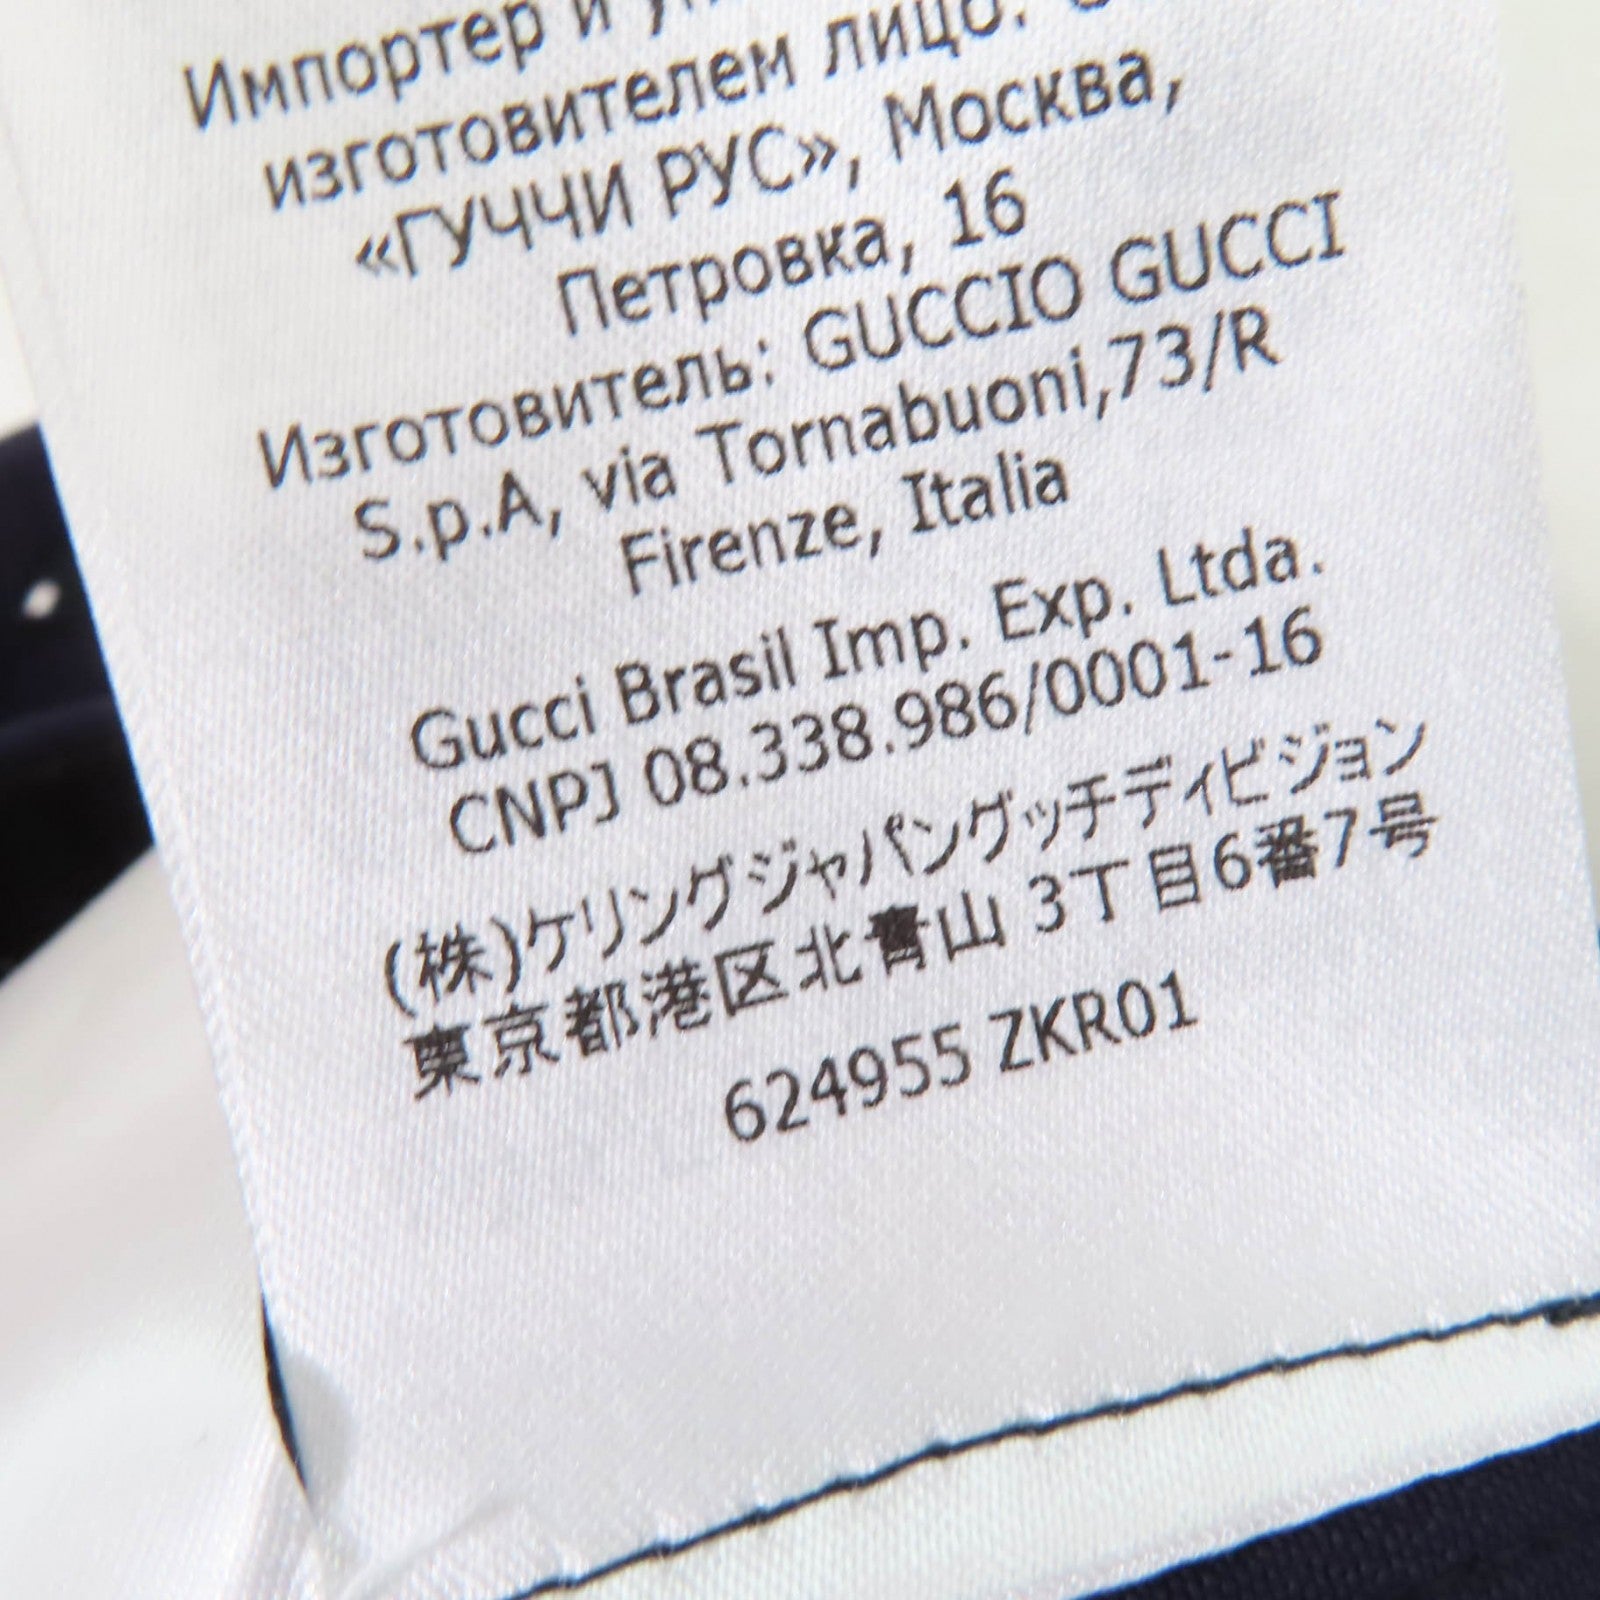 Импортер и
изготовителем лицо:
«ГУЧЧИ РУС», Москва,
Петровка, 16
Изготовитель: GUCCIO GUCCI
S.p.A, via Tornabuoni,73/R
Firenze, Italia
Gucci Brasil Imp. Exp. Ltda.
CNPJ 08.338.986/0001-16
(株)ケリングジャパングッチディビジョン
東京都港区北青山 3丁目6番7号
624955 ZKR01